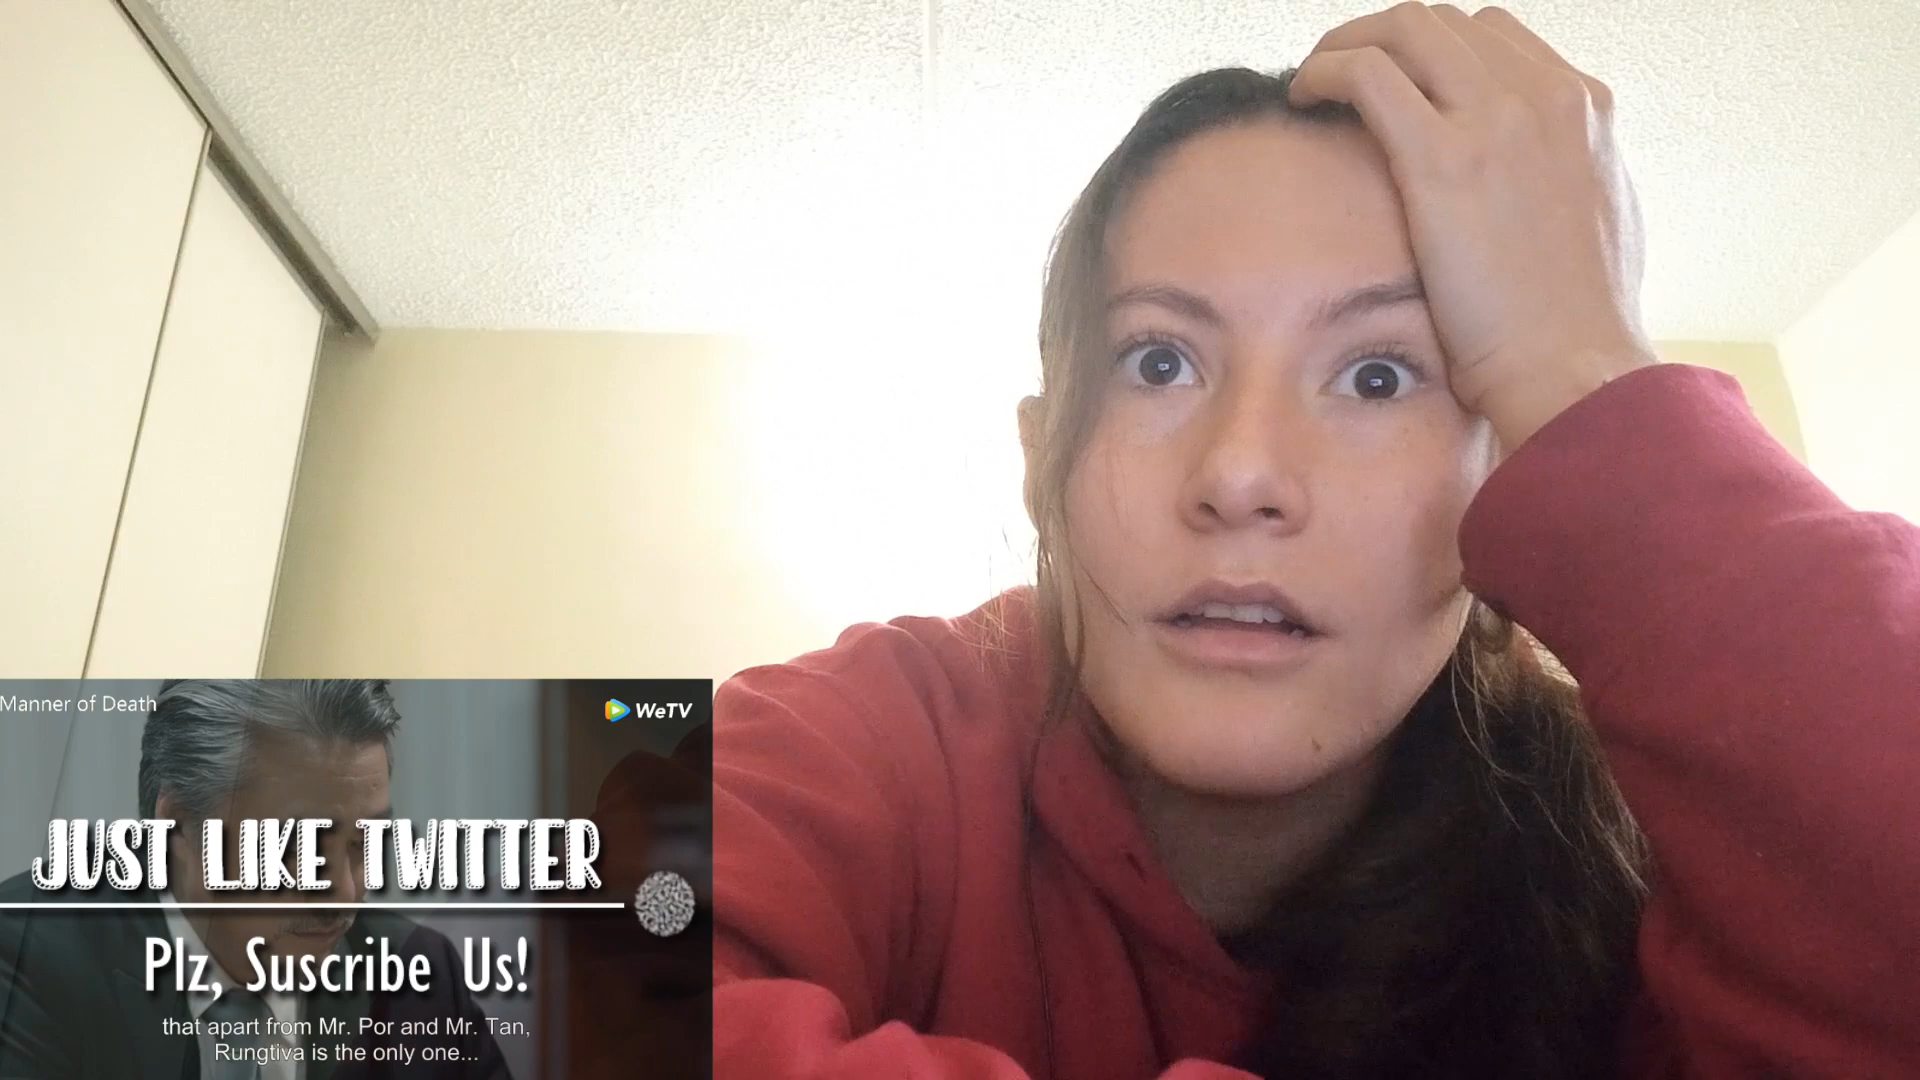 Manner of Death
WeTV
JUST LIKE TWITTER
Plz, Suscribe Us!
that apart from Mr. Por and Mr. Tan,
Rungtiva is the only one...